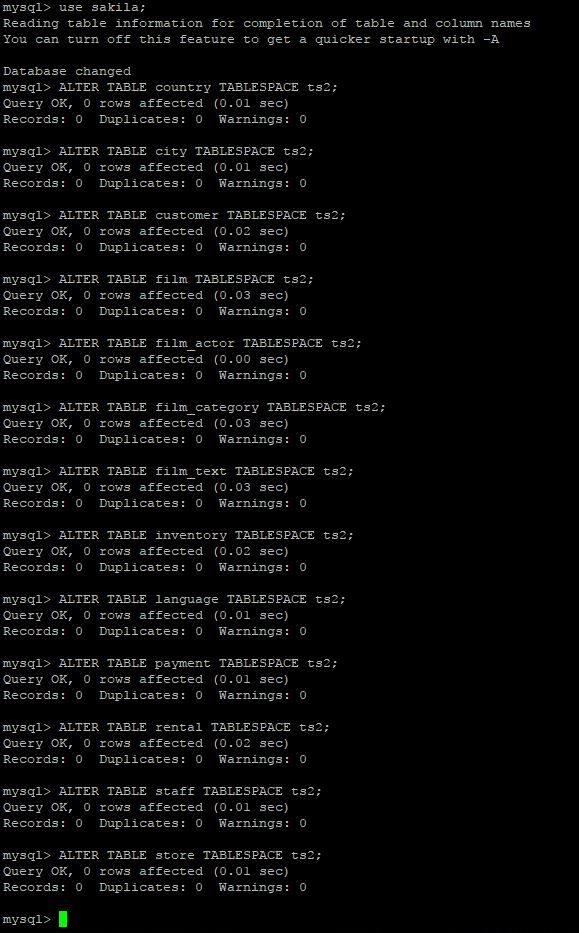 mysql> use sakila;
Reading table information for completion of table and column names
You can turn off this feature to get a quicker startup with -A
Database changed
mysql> ALTER TABLE country TABLESPACE ts2;
Query OK, 0 rows affected (0.01 sec)
Records: 0  Duplicates: 0  Warnings: 0
mysql> ALTER TABLE city TABLESPACE ts2;
Query OK, 0 rows affected (0.01 sec)
Records: 0  Duplicates: 0  Warnings: 0
mysql> ALTER TABLE customer TABLESPACE ts2;
Query OK, 0 rows affected (0.02 sec)
Records: 0  Duplicates: 0  Warnings: 0
mysql> ALTER TABLE film TABLESPACE ts2;
Query OK, 0 rows affected (0.03 sec)
Records: 0  Duplicates: 0  Warnings: 0
mysql> ALTER TABLE film_actor TABLESPACE ts2;
Query OK, 0 rows affected (0.00 sec)
Records: 0  Duplicates: 0  Warnings: 0
mysql> ALTER TABLE film_category TABLESPACE ts2;
Query OK, 0 rows affected (0.03 sec)
Records: 0  Duplicates: 0  Warnings: 0
mysql> ALTER TABLE film_text TABLESPACE ts2;
Query OK, 0 rows affected (0.03 sec)
Records: 0  Duplicates: 0  Warnings: 0
mysql> ALTER TABLE inventory TABLESPACE ts2;
Query OK, 0 rows affected (0.02 sec)
Records: 0  Duplicates: 0  Warnings: 0
mysql> ALTER TABLE language TABLESPACE ts2;
Query OK, 0 rows affected (0.01 sec)
Records: 0  Duplicates: 0  Warnings: 0
mysql> ALTER TABLE payment TABLESPACE ts2;
Query OK, 0 rows affected (0.01 sec)
Records: 0  Duplicates: 0  Warnings: 0
mysql> ALTER TABLE rental TABLESPACE ts2;
Query OK, 0 rows affected (0.02 sec)
Records: 0  Duplicates: 0  Warnings: 0
mysql> ALTER TABLE staff TABLESPACE ts2;
Query OK, 0 rows affected (0.01 sec)
Records: 0  Duplicates: 0  Warnings: 0
mysql> ALTER TABLE store TABLESPACE ts2;
Query OK, 0 rows affected (0.01 sec)
Records: 0  Duplicates: 0  Warnings: 0
mysql>